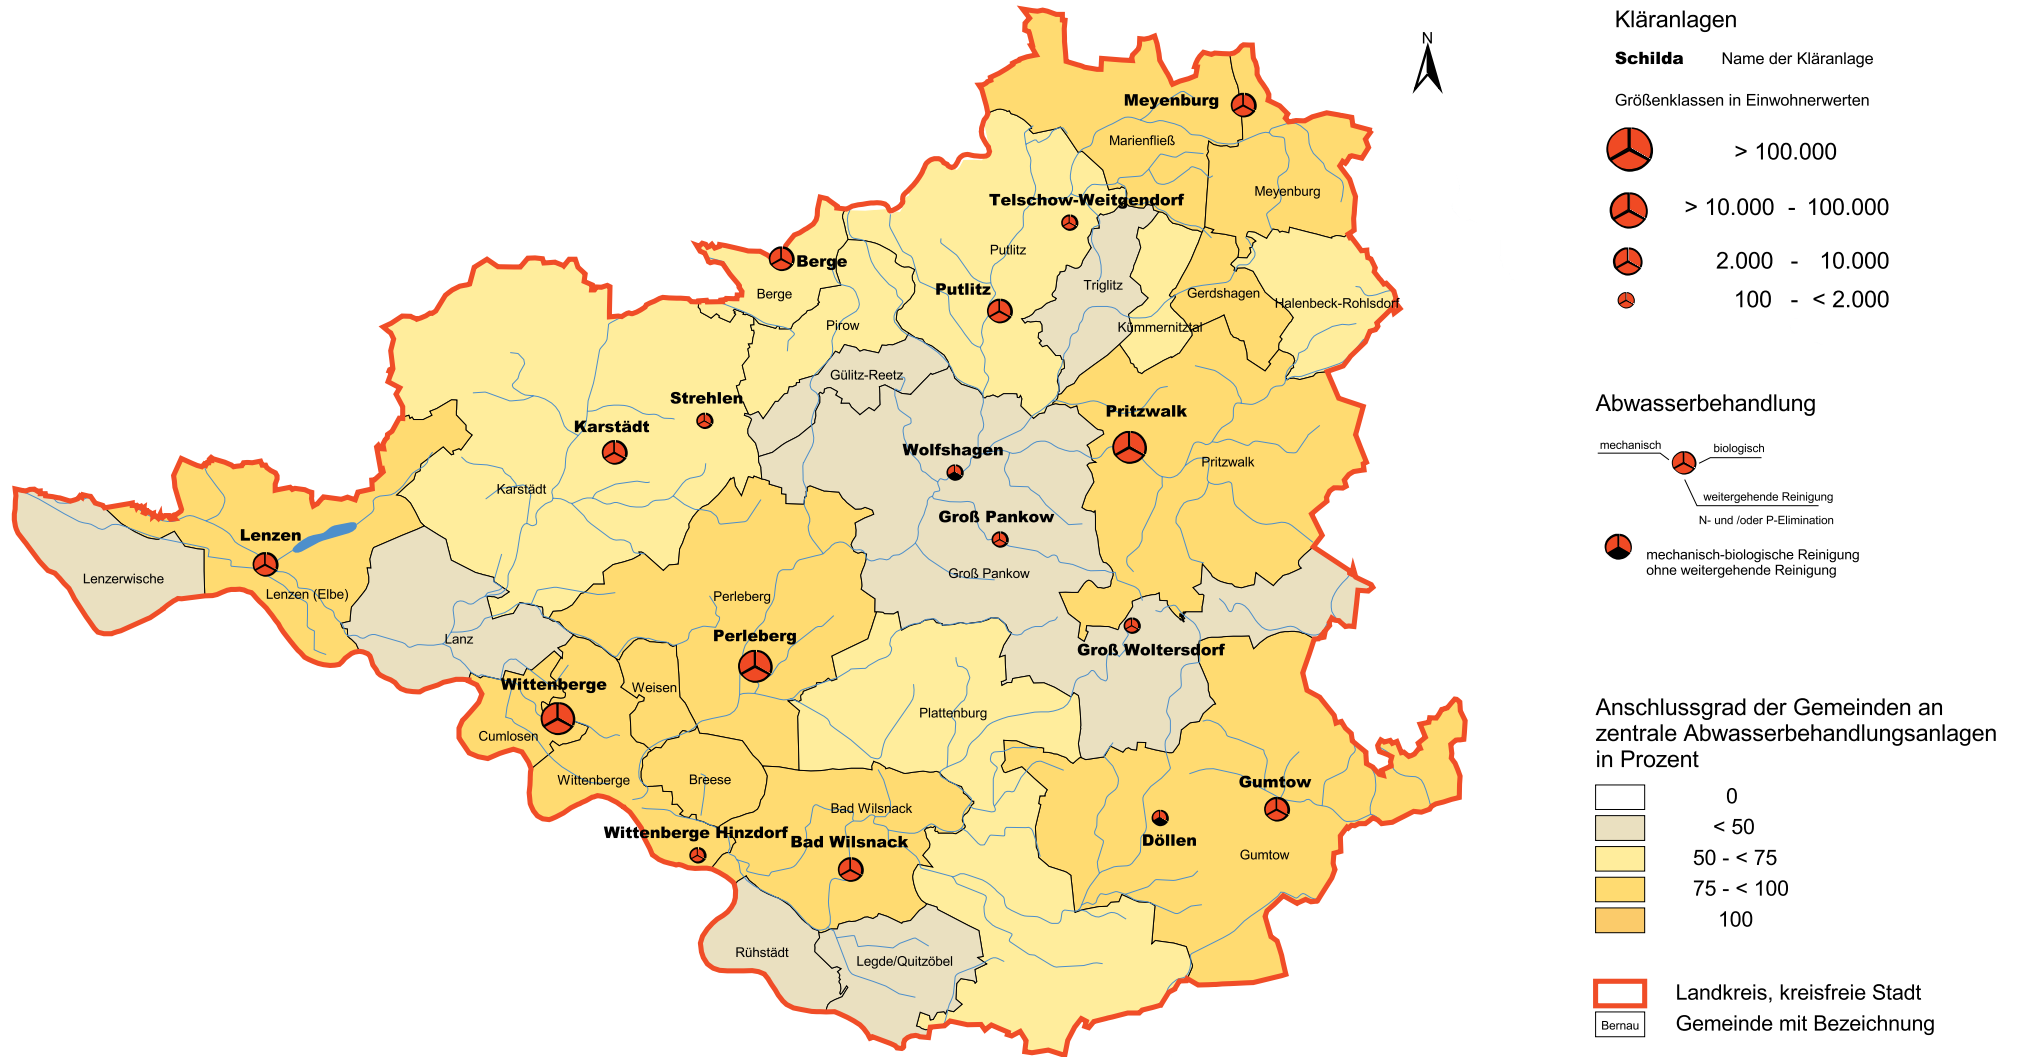 N
Meyenburg
Marienfließ
Meyenburg
Telschow-Weitgendorf
Putlitz
Berge
Berge
Putlitz
Triglitz
Gerdshagen
Halenbeck-Rohlsdorf
Pirow
Kümmernitztal
Gülitz-Reetz
Strehlen
Pritzwalk
Karstädt
Wolfshagen
Pritzwalk
Karstädt
Groß Pankow
Lenzen
Groß Pankow
Lenzerwische
Lenzen (Elbe)
Perleberg
Lanz
Perleberg
Groß Woltersdorf
Wittenberge
Weisen
Plattenburg
Cumlosen
Wittenberge
Breese
Gumtow
Bad Wilsnack
Wittenberge Hinzdorf
Bad Wilsnack
Döllen
Gumtow
Rühstädt
Legde/Quitzöbel
Kläranlagen
Schilda Name der Kläranlage
Größenklassen in Einwohnerwerten
> 100.000
> 10.000 - 100.000
2.000 - 10.000
100 - < 2.000
Abwasserbehandlung
mechanisch
biologisch
weitergehende Reinigung
N- und /oder P-Elimination
mechanisch-biologische Reinigung
ohne weitergehende Reinigung
Anschlussgrad der Gemeinden an
zentrale Abwasserbehandlungsanlagen
in Prozent
0
< 50
50 - < 75
75 - < 100
100
Landkreis, kreisfreie Stadt
Bernau Gemeinde mit Bezeichnung